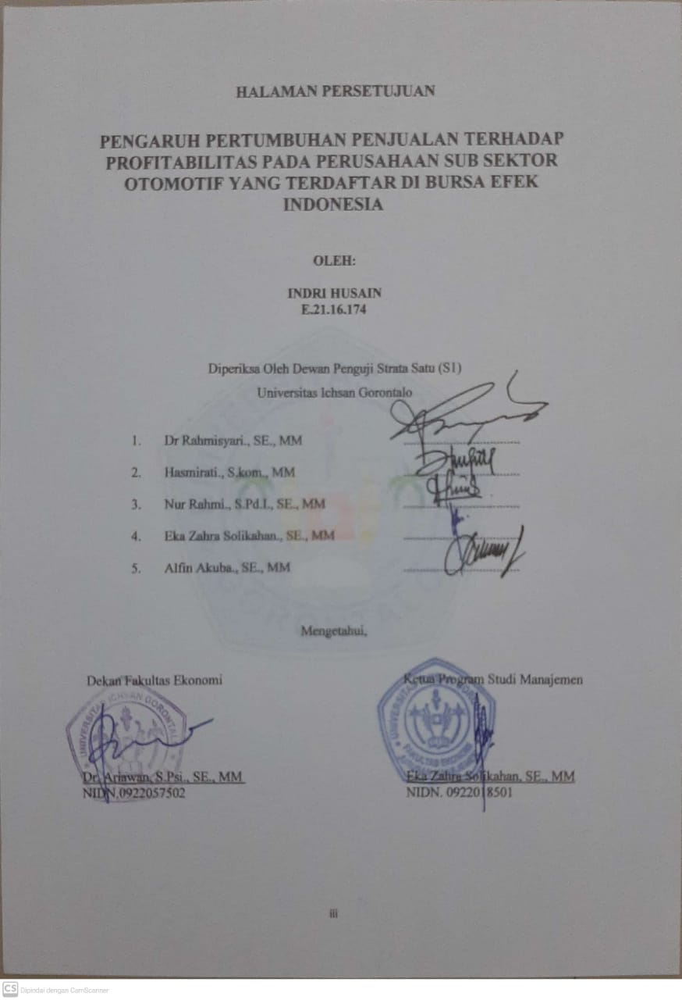 HALAMAN PERSETUJUAN
PENGARUH PERTUMBUHAN PENJUALAN TERHADAP
PROFITABILITAS PADA PERUSAHAAN SUB SEKTOR
OTOMOTIF YANG TERDAFTAR DI BURSA EFEK
INDONESIA
OLEH:
INDRI HUSAIN
E.21.16.174
Diperiksa Oleh Dewan Penguji Strata Satu (S1)
Universitas Ichsan Gorontalo
1. Dr Rahmisyari., SE., MM
2. Hasmirati., S.kom., MM
3. Nur Rahmi., S.Pd.I., SE., MM
4. Eka Zahra Solikahan., SE., MM
5. Alfin Akuba., SE., MM
Mengetahui,
Dekan Fakultas Ekonomi
UNIVERSITAS ICHSAN GORONTALO
Dr. Ariawan, S.Psi., SE., MM
NIDN.0922057502
Ketua Program Studi Manajemen
UNIVERSITAS
FAKULTAS EKONOMI
Eka Zahra Solikahan, SE., MM
NIDN. 0922018501
iii
CS Dipindai dengan CamScanner